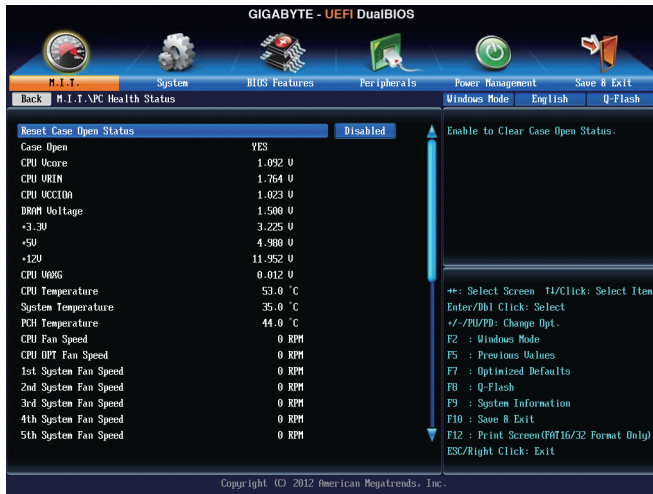 GIGABYTE - UEFI DualBIOS
M.I.T. System BIOS Features Peripherals Power Management Save & Exit
Back M.I.T.\PC Health Status Windows Mode English Q-Flash
Reset Case Open Status Disabled
Case Open YES
CPU Vcore 1.092 V
CPU VRIN 1.764 V
CPU VCCIOA 1.023 V
DRAM Voltage 1.500 V
+3.3V 3.225 V
+5V 4.980 V
+12V 11.952 V
CPU VAXG 0.012 V
CPU Temperature 53.0 °C
System Temperature 35.0 °C
PCH Temperature 44.0 °C
CPU Fan Speed 0 RPM
CPU OPT Fan Speed 0 RPM
1st System Fan Speed 0 RPM
2nd System Fan Speed 0 RPM
3rd System Fan Speed 0 RPM
4th System Fan Speed 0 RPM
5th System Fan Speed 0 RPM
Enable to Clear Case Open Status.
→←: Select Screen ↑↓/Click: Select Item
Enter/Dbl Click: Select
+/-/PU/PD: Change Opt.
F2 : Windows Mode
F5 : Previous Values
F7 : Optimized Defaults
F8 : Q-Flash
F9 : System Information
F10 : Save & Exit
F12 : Print Screen(FAT16/32 Format Only)
ESC/Right Click: Exit
Copyright (C) 2012 American Megatrends, Inc.